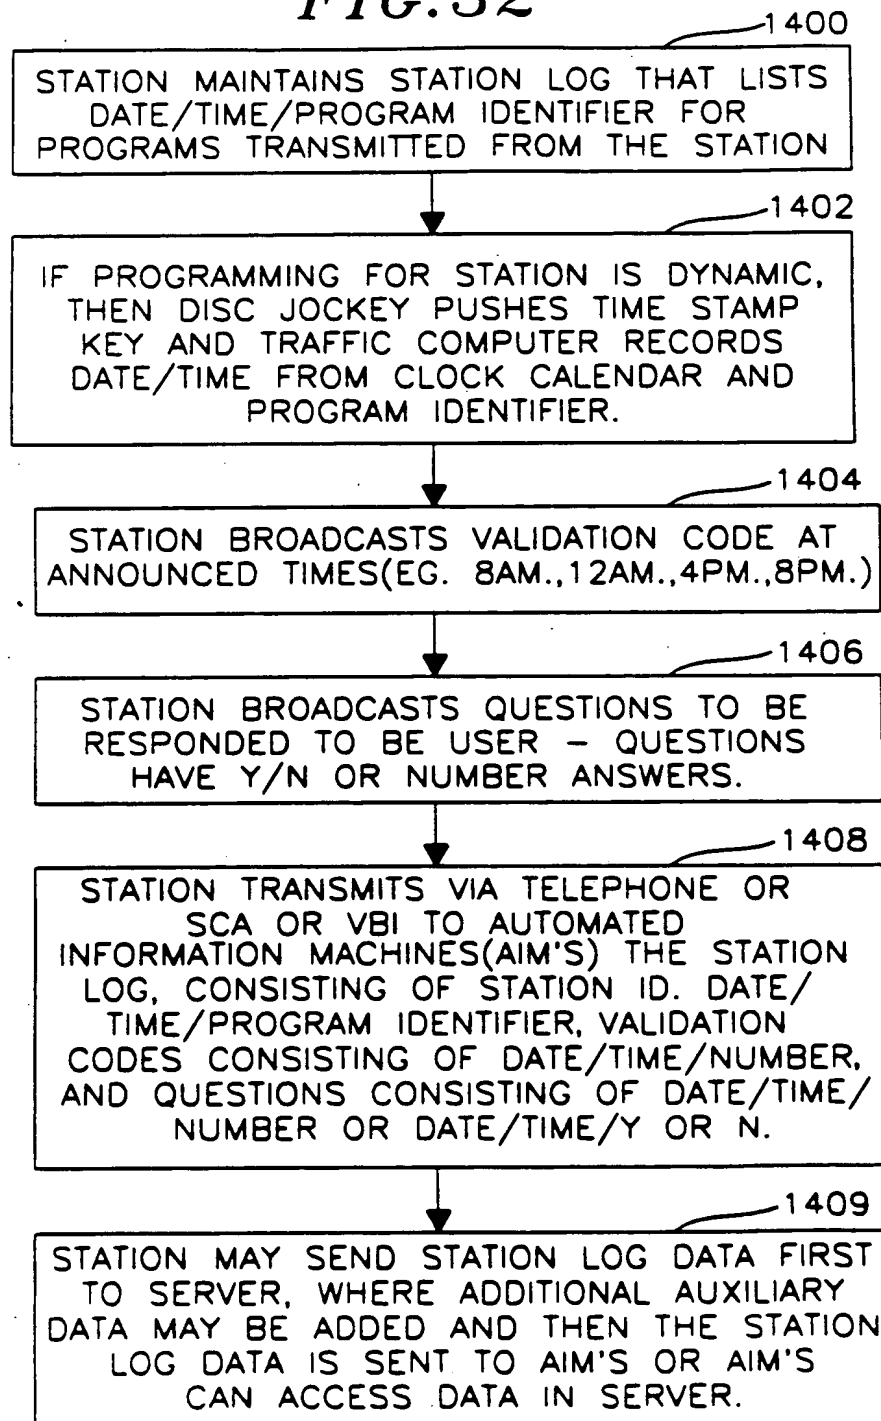 FIG. 32
1400
STATION MAINTAINS STATION LOG THAT LISTS
DATE/TIME/PROGRAM IDENTIFIER FOR
PROGRAMS TRANSMITTED FROM THE STATION
1402
IF PROGRAMMING FOR STATION IS DYNAMIC,
THEN DISC JOCKEY PUSHES TIME STAMP
KEY AND TRAFFIC COMPUTER RECORDS
DATE/TIME FROM CLOCK CALENDAR AND
PROGRAM IDENTIFIER.
1404
STATION BROADCASTS VALIDATION CODE AT
ANNOUNCED TIMES(EG. 8AM.,12AM.,4PM.,8PM.)
1406
STATION BROADCASTS QUESTIONS TO BE
RESPONDED TO BE USER – QUESTIONS
HAVE Y/N OR NUMBER ANSWERS.
1408
STATION TRANSMITS VIA TELEPHONE OR
SCA OR VBI TO AUTOMATED
INFORMATION MACHINES(AIM'S) THE STATION
LOG, CONSISTING OF STATION ID. DATE/
TIME/PROGRAM IDENTIFIER, VALIDATION
CODES CONSISTING OF DATE/TIME/NUMBER,
AND QUESTIONS CONSISTING OF DATE/TIME/
NUMBER OR DATE/TIME/Y OR N.
1409
STATION MAY SEND STATION LOG DATA FIRST
TO SERVER, WHERE ADDITIONAL AUXILIARY
DATA MAY BE ADDED AND THEN THE STATION
LOG DATA IS SENT TO AIM'S OR AIM'S
CAN ACCESS DATA IN SERVER.